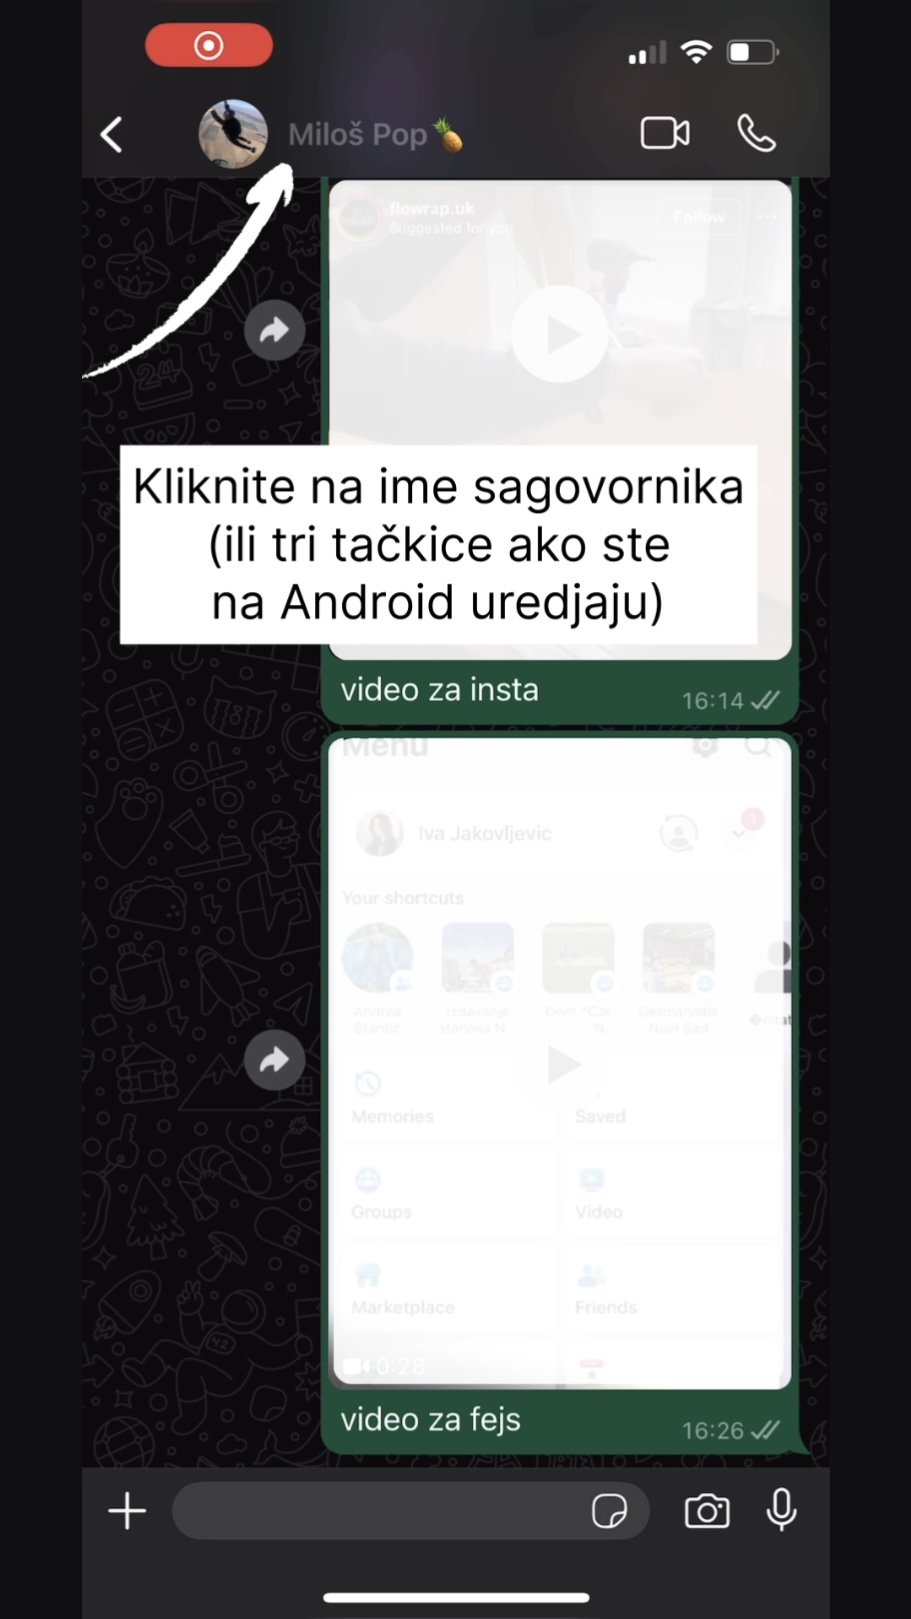 Miloš Pop🍍
flowrap.uk
Follow
Suggested for you
Kliknite na ime sagovornika
(ili tri tačkice ako ste
na Android uredjaju)
video za insta
16:14
Menu
Iva Jakovljevic
1
Your shortcuts
Andrea
Stantić
Izdavanje
stanova N...
Dom "Car
"N...
Germanistik
Novi Sad
Memories
Saved
Groups
Video
Marketplace
Friends
0:28
video za fejs
16:26